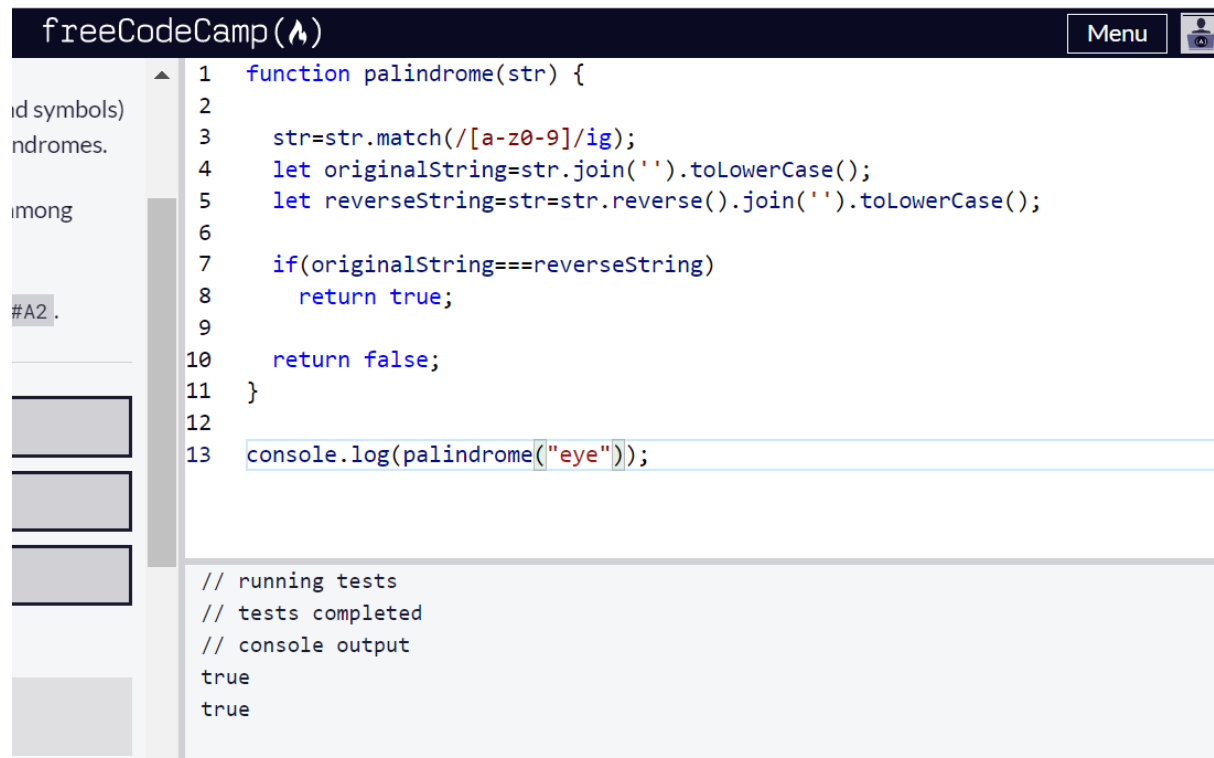 freeCodeCamp(🔥)
Menu
nd symbols)
ndromes.
among
#A2 .
1 function palindrome(str) {
2
3 str=str.match(/[a-z0-9]/ig);
4 let originalString=str.join('').toLowerCase();
5 let reverseString=str=str.reverse().join('').toLowerCase();
6
7 if(originalString===reverseString)
8 return true;
9
10 return false;
11 }
12
13 console.log(palindrome("eye"));
// running tests
// tests completed
// console output
true
true